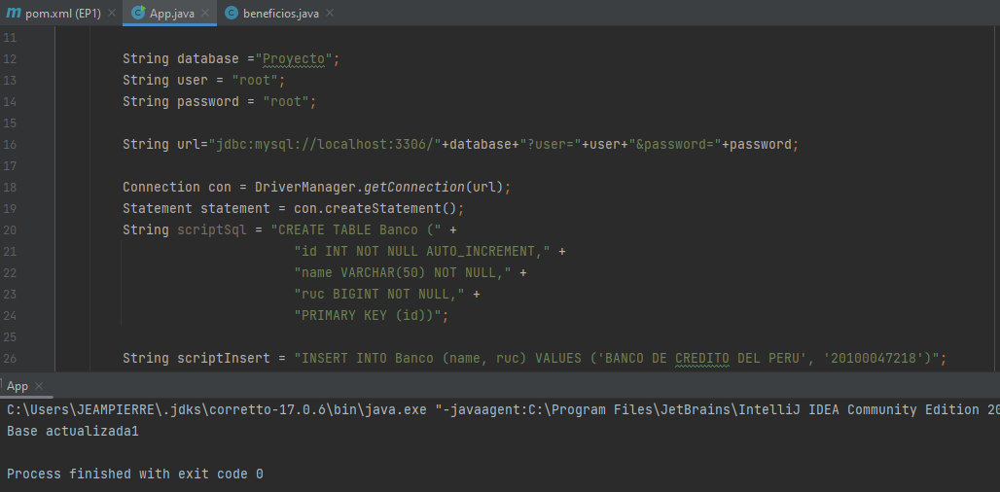 m pom.xml (EP1) × C App.java × C beneficios.java ×
11
12 String database ="Proyecto";
13 String user = "root";
14 String password = "root";
15
16 String url="jdbc:mysql://localhost:3306/"+database+"?user="+user+"&password="+password;
17
18 Connection con = DriverManager.getConnection(url);
19 Statement statement = con.createStatement();
20 String scriptSql = "CREATE TABLE Banco (" +
21 "id INT NOT NULL AUTO_INCREMENT," +
22 "name VARCHAR(50) NOT NULL," +
23 "ruc BIGINT NOT NULL," +
24 "PRIMARY KEY (id))";
25
26 String scriptInsert = "INSERT INTO Banco (name, ruc) VALUES ('BANCO DE CREDITO DEL PERU', '20100047218')";
App ×
C:\Users\JEAMPIERRE\.jdks\corretto-17.0.6\bin\java.exe "-javaagent:C:\Program Files\JetBrains\IntelliJ IDEA Community Edition 20
Base actualizada1
Process finished with exit code 0